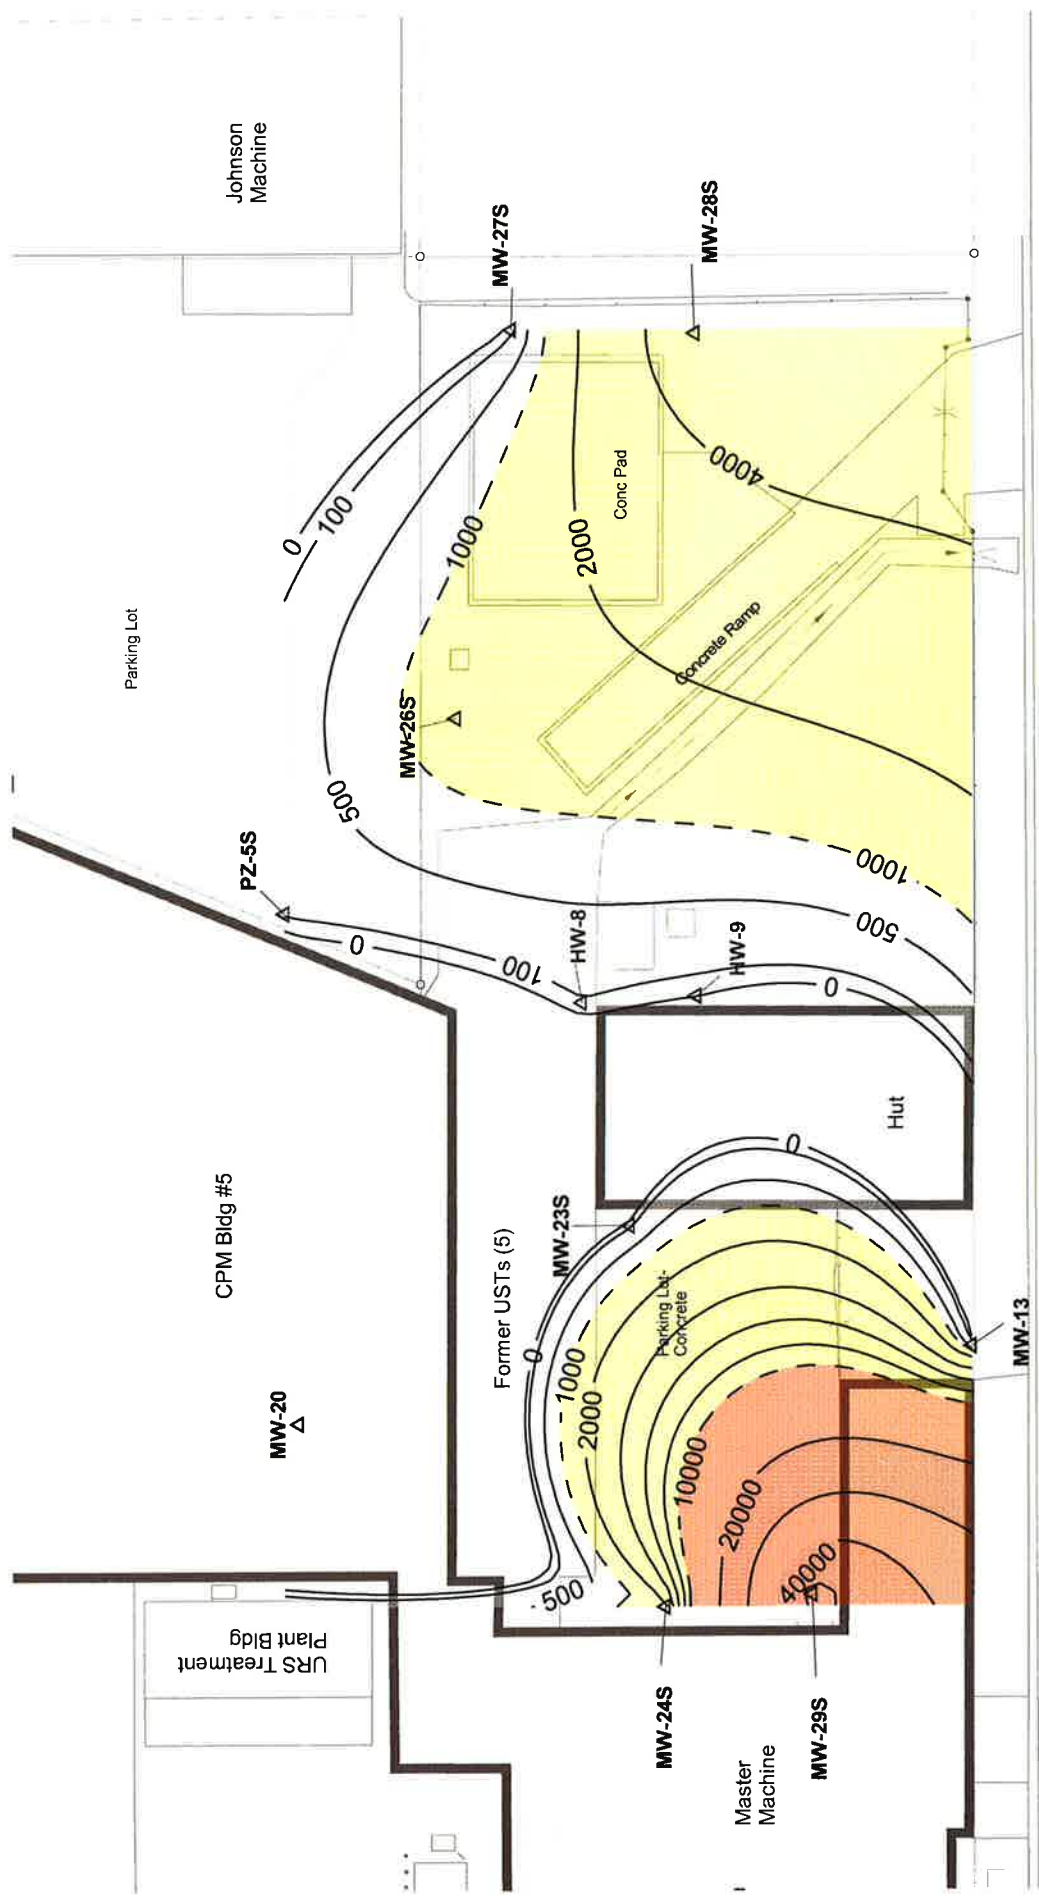 Johnson
Machine
MW-27S
MW-28S
0
100
4000
1000
Conc Pad
2000
Parking Lot
Concrete Ramp
MW-26S
500
1000
PZ-5S
500
0
HW-8
100
HW-9
0
Hut
0
CPM Bldg #5
MW-23S
Former USTs (5)
Parking Lot-
Concrete
MW-13
0
1000
2000
MW-20
10000
20000
40000
500
URS Treatment
Plant Bldg
MW-24S
MW-29S
Master
Machine